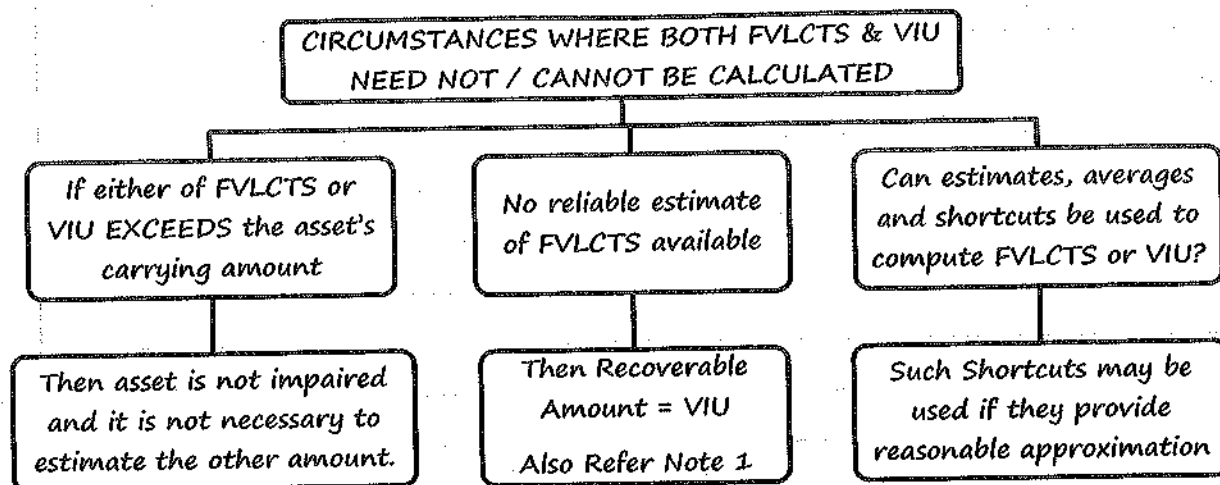 CIRCUMSTANCES WHERE BOTH FVLCTS & VIU
NEED NOT / CANNOT BE CALCULATED
If either of FVLCTS or
VIU EXCEEDS the asset's
carrying amount
No reliable estimate
of FVLCTS available
Can estimates, averages
and shortcuts be used to
compute FVLCTS or VIU?
Then asset is not impaired
and it is not necessary to
estimate the other amount.
Then Recoverable
Amount = VIU
Also Refer Note 1
Such Shortcuts may be
used if they provide
reasonable approximation